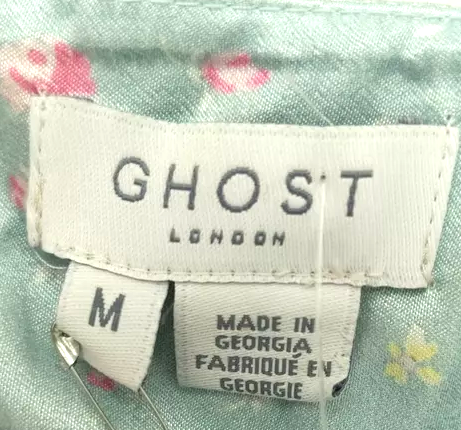 GHOST
LONDON
M
MADE IN
GEORGIA
FABRIQUÉ EN
GEORGIE